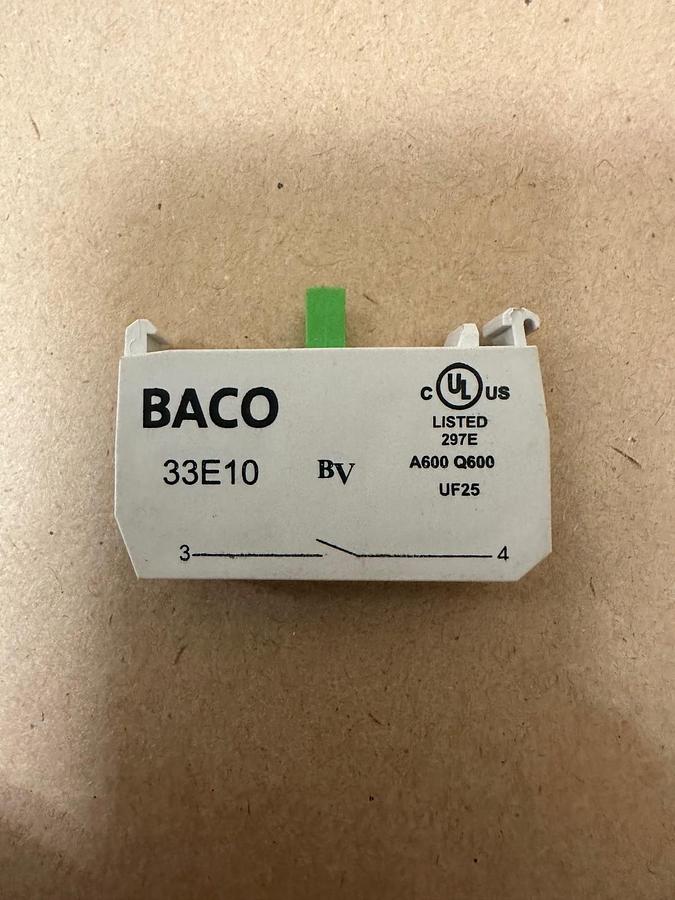 BACO
33E10
BV
C UL US
LISTED
297E
A600 Q600
UF25
3 4